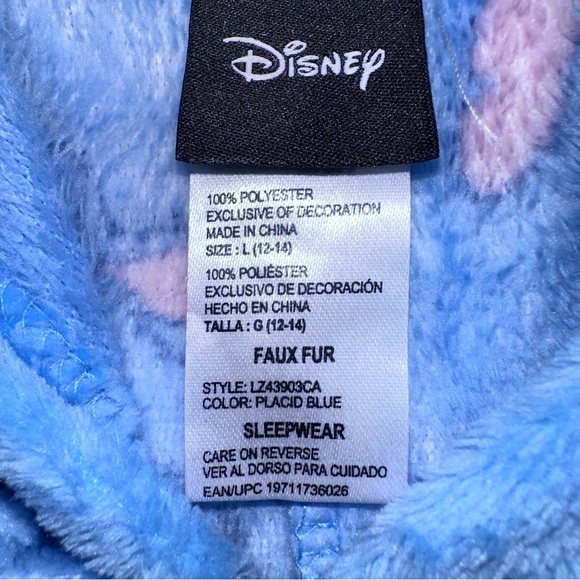 Disney
100% POLYESTER
EXCLUSIVE OF DECORATION
MADE IN CHINA
SIZE : L (12-14)
100% POLIÉSTER
EXCLUSIVO DE DECORACIÓN
HECHO EN CHINA
TALLA : G (12-14)
FAUX FUR
STYLE: LZ43903CA
COLOR: PLACID BLUE
SLEEPWEAR
CARE ON REVERSE
VER AL DORSO PARA CUIDADO
EAN/UPC 19711736026